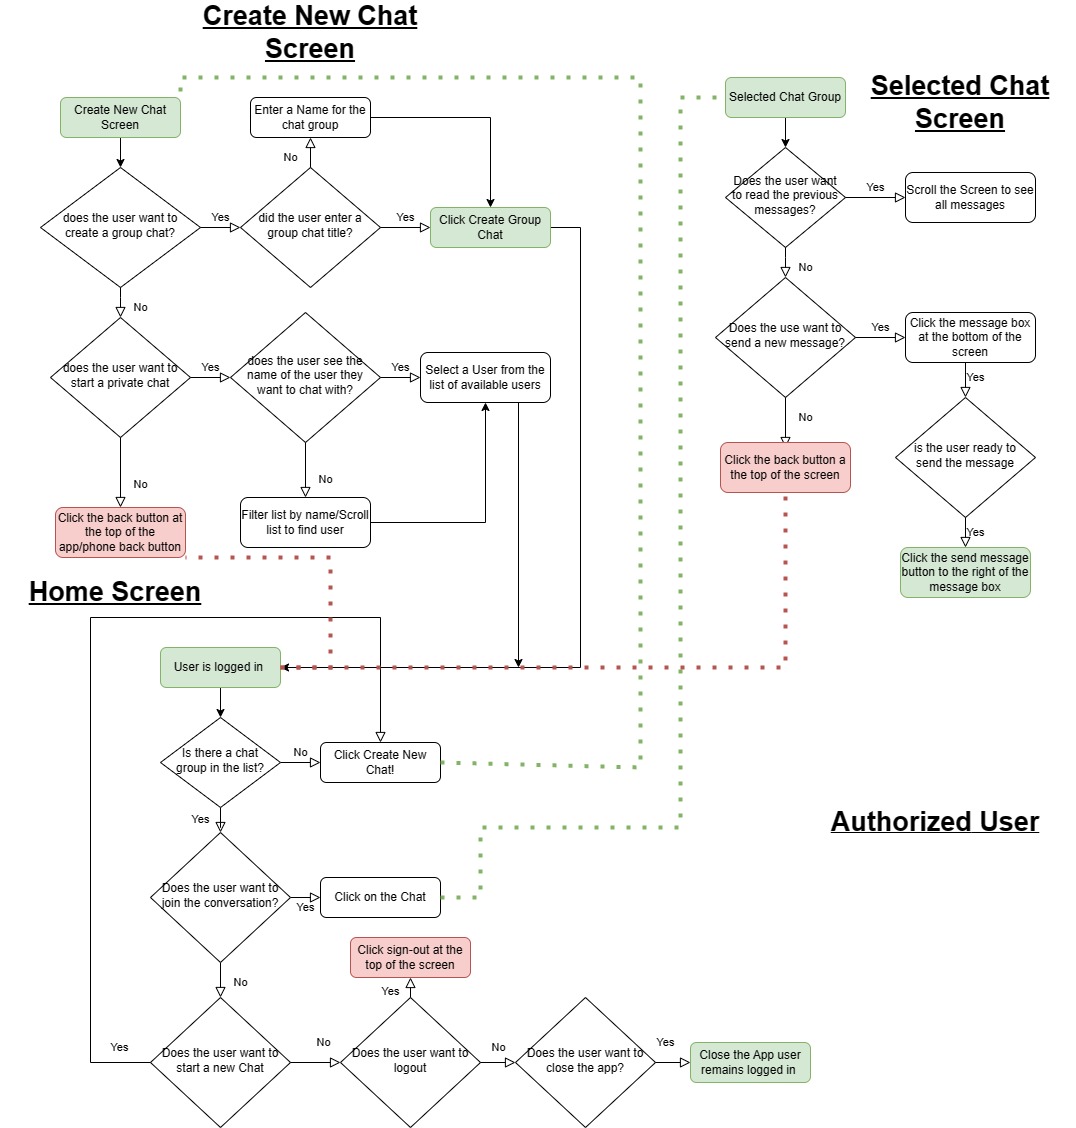 Create New Chat
Screen
Create New Chat
Screen
Enter a Name for the
chat group
No
does the user want to
create a group chat?
Yes
did the user enter a
group chat title?
Yes
Click Create Group
Chat
No
does the user want to
start a private chat
Yes
does the user see the
name of the user they
want to chat with?
Yes
Select a User from the
list of available users
No
No
Click the back button at
the top of the
app/phone back button
Filter list by name/Scroll
list to find user
Selected Chat
Screen
Selected Chat Group
Does the user want
to read the previous
messages?
Yes
Scroll the Screen to see
all messages
No
Does the use want to
send a new message?
Yes
Click the message box
at the bottom of the
screen
Yes
No
Click the back button a
the top of the screen
is the user ready to
send the message
Yes
Click the send message
button to the right of the
message box
Home Screen
User is logged in
Is there a chat
group in the list?
No
Click Create New
Chat!
Yes
Does the user want to
join the conversation?
Yes
Click on the Chat
No
Click sign-out at the
top of the screen
Yes
Yes
Does the user want to
start a new Chat
No
Does the user want to
logout
No
Does the user want to
close the app?
Yes
Close the App user
remains logged in
Authorized User